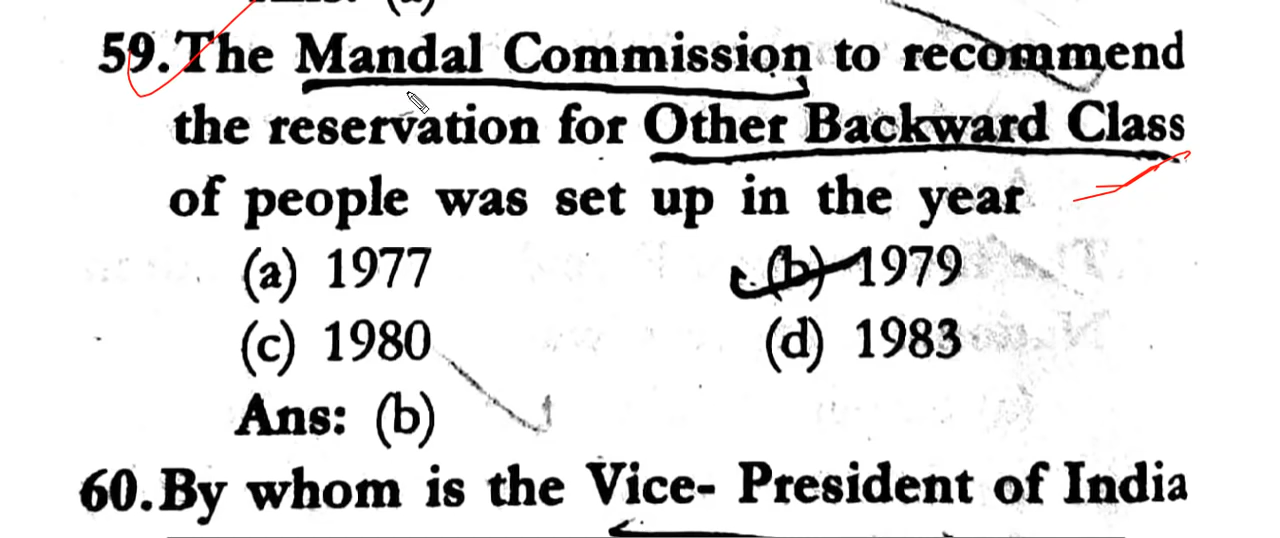 59. The Mandal Commission to recommend
the reservation for Other Backward Class
of people was set up in the year
(a) 1977 (b) 1979
(c) 1980 (d) 1983
Ans: (b)
60. By whom is the Vice- President of India